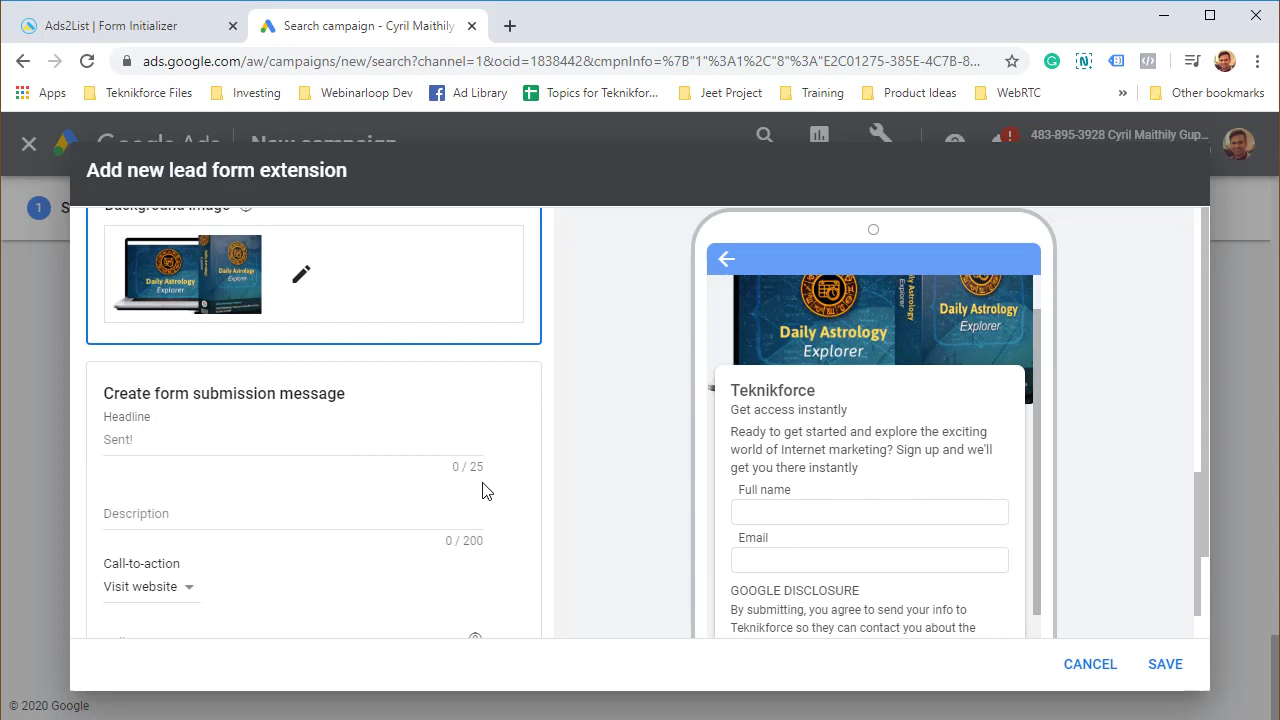 Ads2List | Form Initializer
Search campaign - Cyril Maithily
ads.google.com/aw/campaigns/new/search?channel=1&ocid=1838442&cmpnInfo=%7B"1"%3A1%2C"8"%3A"E2C01275-385E-4C7B3...
Apps
Teknikforce Files
Investing
Webinarloop Dev
Ad Library
Topics for Teknikfor...
Jeet Project
Training
Product Ideas
WebRTC
»
Other bookmarks
Google Ads
New campaign
483-895-3928 Cyril Maithily Gup...
1
S
Add new lead form extension
Background image
Daily Astrology
Explorer
Daily Astrology
Explorer
Create form submission message
Headline
Sent!
0 / 25
Description
0 / 200
Call-to-action
Visit website
Explorer
Daily Astrology
Explorer
Daily Astrology
Explorer
Teknikforce
Get access instantly
Ready to get started and explore the exciting
world of Internet marketing? Sign up and we'll
get you there instantly
Full name
Email
GOOGLE DISCLOSURE
By submitting, you agree to send your info to
Teknikforce so they can contact you about the
CANCEL
SAVE
© 2020 Google